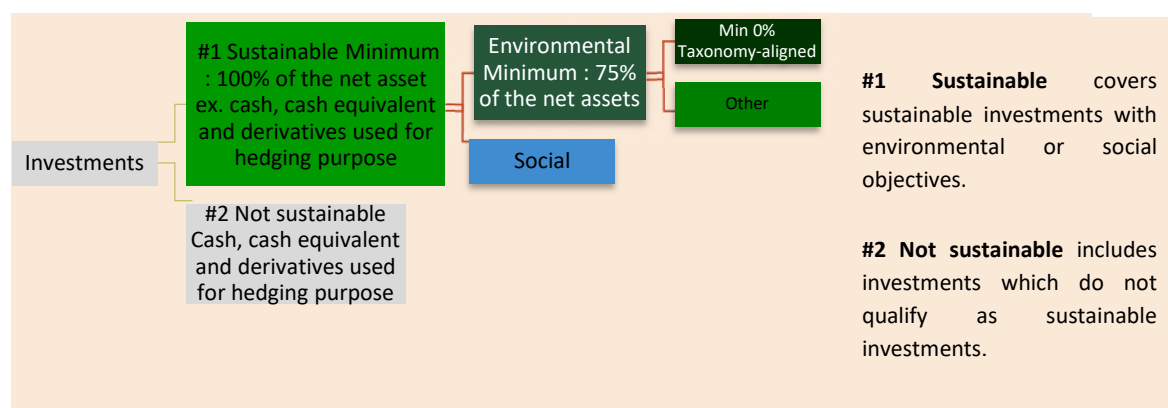 Investments
#1 Sustainable Minimum
: 100% of the net asset
ex. cash, cash equivalent
and derivatives used for
hedging purpose
#2 Not sustainable
Cash, cash equivalent
and derivatives used
for hedging purpose
Environmental
Minimum : 75%
of the net assets
Social
Min 0%
Taxonomy-aligned
Other
#1 Sustainable covers
sustainable investments with
environmental or social
objectives.
#2 Not sustainable includes
investments which do not
qualify as sustainable
investments.